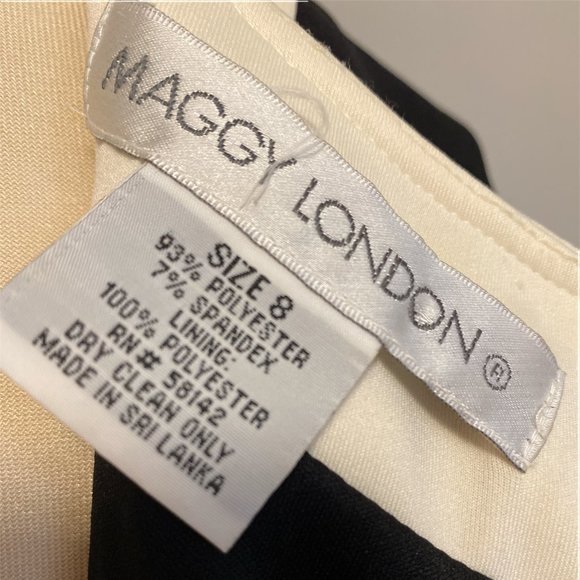 MAGGY LONDON ®
SIZE 8
93% POLYESTER
7% SPANDEX
LINING:
100% POLYESTER
RN# 58142
DRY CLEAN ONLY
MADE IN SRI LANKA